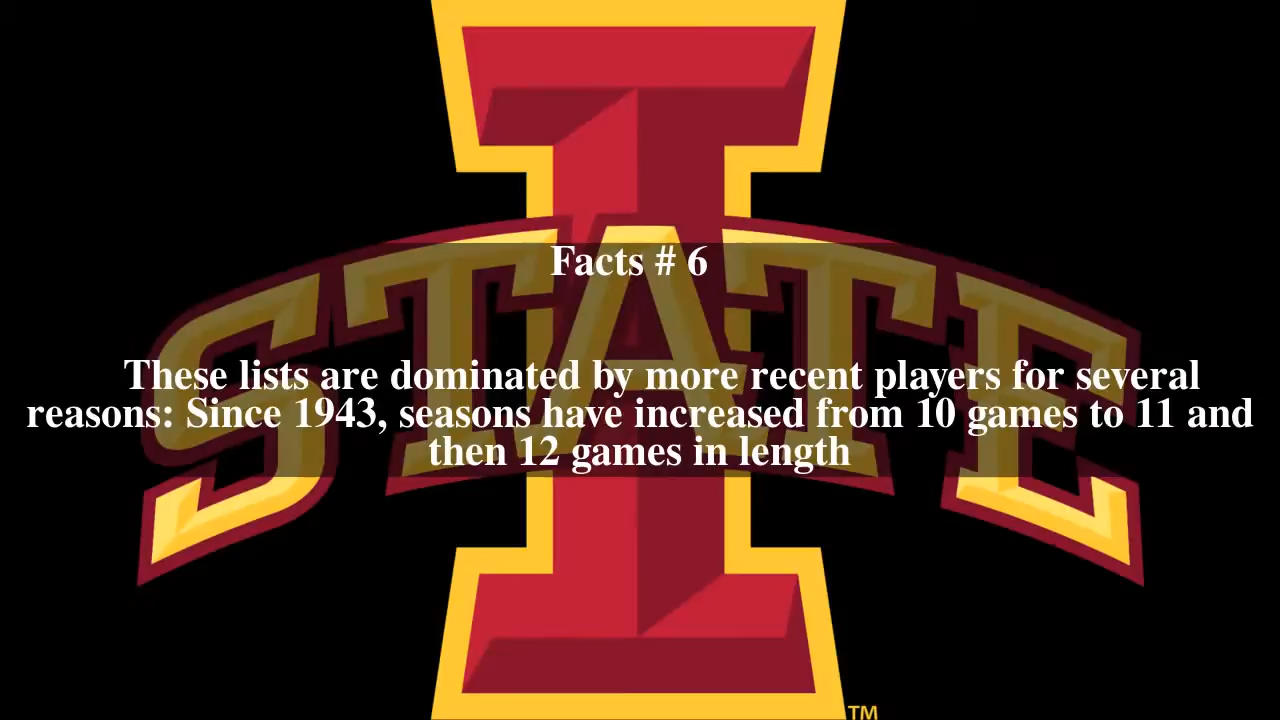 I
STATE
Facts # 6
These lists are dominated by more recent players for several
reasons: Since 1943, seasons have increased from 10 games to 11 and
then 12 games in length
TM